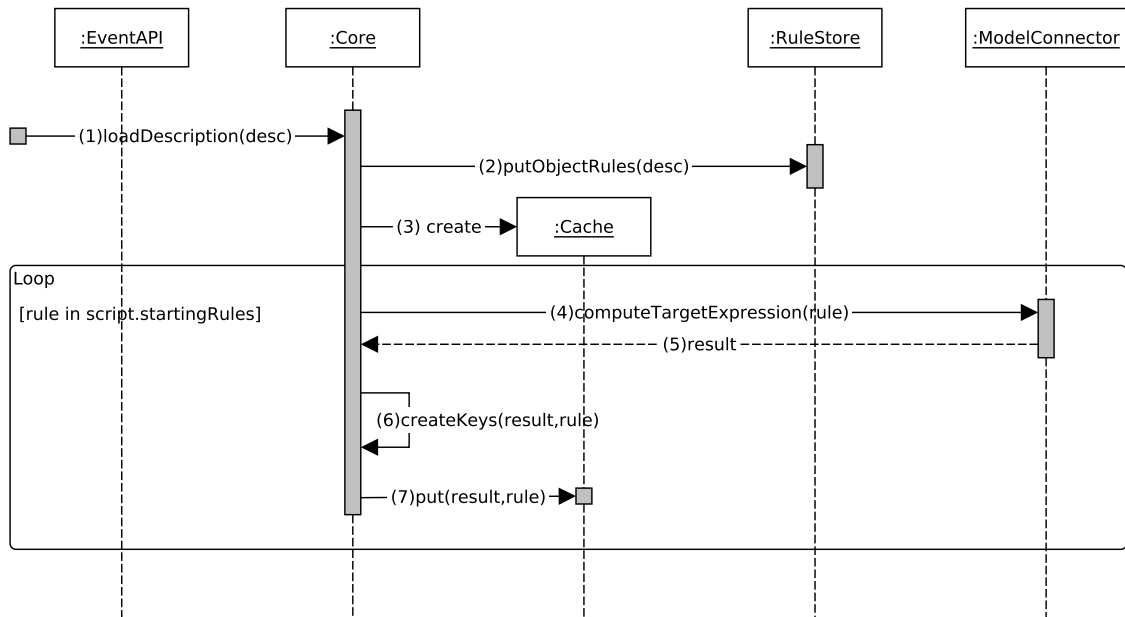 :EventAPI
:Core
:RuleStore
:ModelConnector
(1)loadDescription(desc)
(2)putObjectRules(desc)
(3) create
:Cache
Loop
[rule in script.startingRules]
(4)computeTargetExpression(rule)
(5)result
(6)createKeys(result,rule)
(7)put(result,rule)